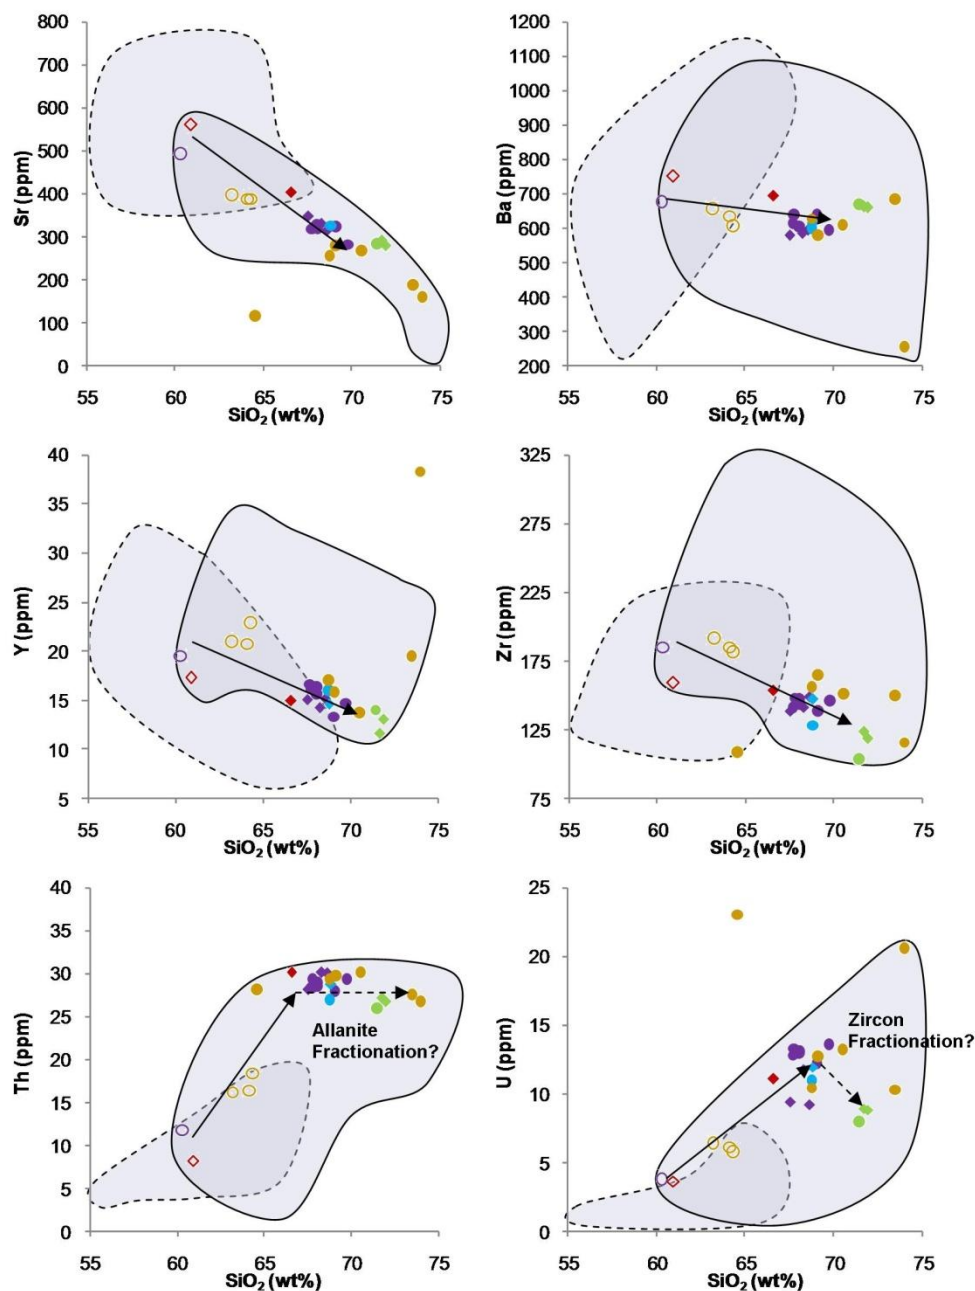 800
700
600
500
400
300
200
100
0
Sr (ppm)
55 60 65 70 75
SiO₂ (wt%)
1200
1100
1000
900
800
700
600
500
400
300
200
Ba (ppm)
55 60 65 70 75
SiO₂ (wt%)
40
35
30
25
20
15
10
5
Y (ppm)
55 60 65 70 75
SiO₂ (wt%)
325
275
225
175
125
75
Zr (ppm)
55 60 65 70 75
SiO₂ (wt%)
40
35
30
25
20
15
10
5
0
Th (ppm)
Allanite
Fractionation?
55 60 65 70 75
SiO₂ (wt%)
25
20
15
10
5
0
U (ppm)
Zircon
Fractionation?
55 60 65 70 75
SiO₂ (wt%)